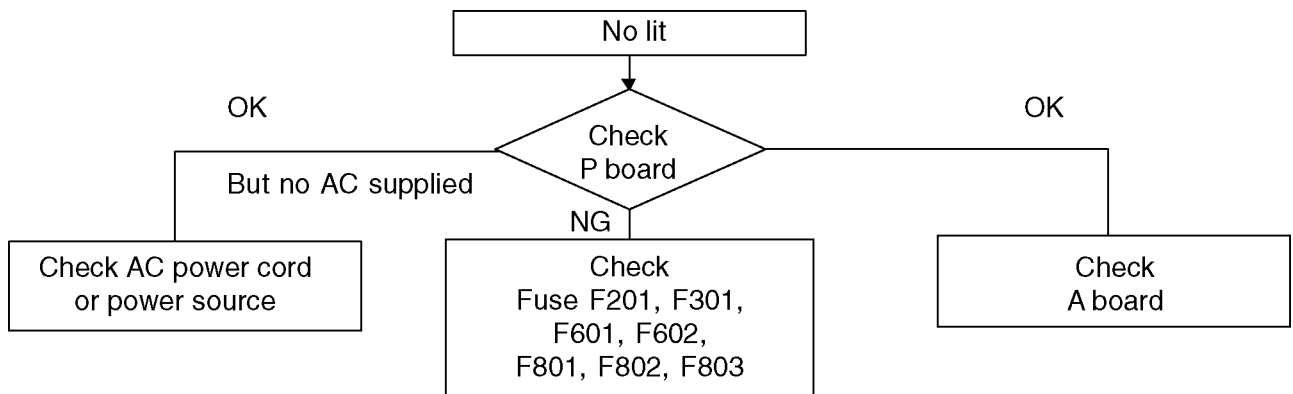 No lit
OK
OK
Check
P board
But no AC supplied
NG
Check AC power cord
or power source
Check
Fuse F201, F301,
F601, F602,
F801, F802, F803
Check
A board